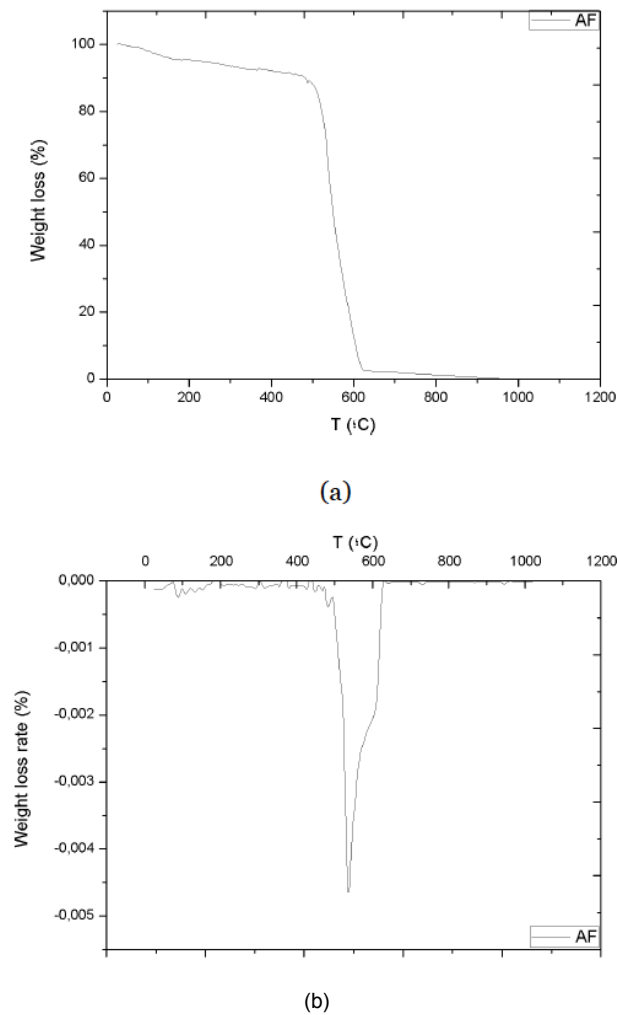 AF
100
80
60
40
20
0
Weight loss (%)
0 200 400 600 800 1000 1200
T (°C)
(a)
T (°C)
0 200 400 600 800 1000 1200
0,000
-0,001
-0,002
-0,003
-0,004
-0,005
Weight loss rate (%)
AF
(b)